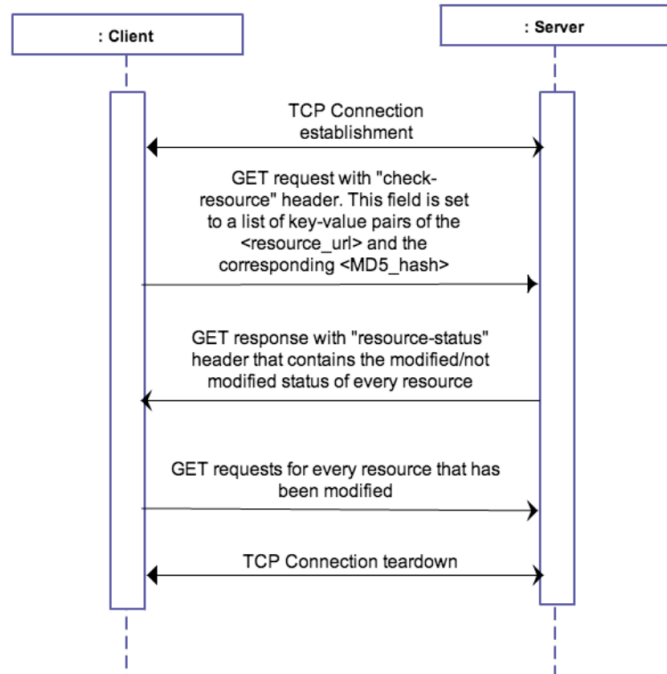 : Client
: Server
TCP Connection
establishment
GET request with "check-
resource" header. This field is set
to a list of key-value pairs of the
<resource_url> and the
corresponding <MD5_hash>
GET response with "resource-status"
header that contains the modified/not
modified status of every resource
GET requests for every resource that has
been modified
TCP Connection teardown